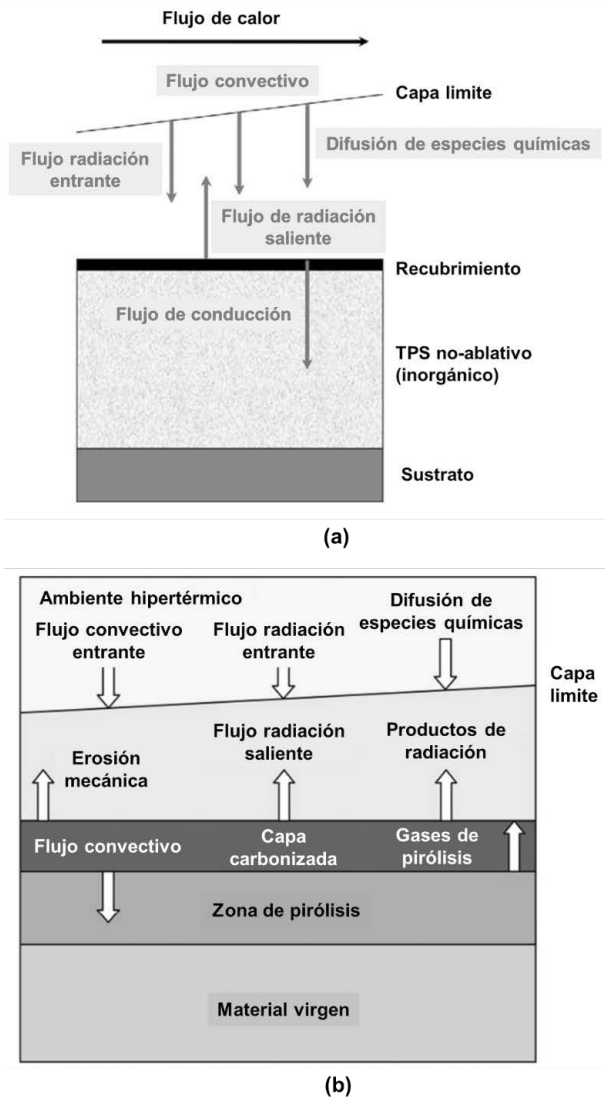 Flujo de calor
Flujo convectivo
Capa limite
Flujo radiación
entrante
Difusión de especies químicas
Flujo de radiación
saliente
Recubrimiento
Flujo de conducción
TPS no-ablativo
(inorgánico)
Sustrato
(a)
Ambiente hipertérmico
Flujo convectivo
entrante
Flujo radiación
entrante
Difusión de
especies químicas
Capa
limite
Erosión
mecánica
Flujo radiación
saliente
Productos de
radiación
Flujo convectivo
Capa
carbonizada
Gases de
pirólisis
Zona de pirólisis
Material virgen
(b)